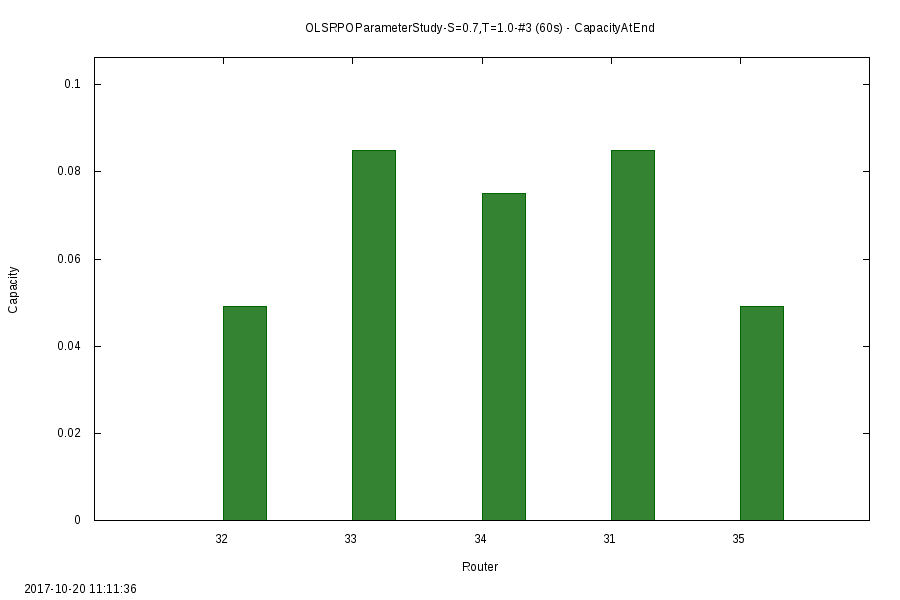 OLSRPOParameterStudy-S=0.7,T=1.0-#3 (60s) - CapacityAtEnd
0.1
0.08
0.06
0.04
0.02
0
Capacity
32 33 34 31 35
Router
2017-10-20 11:11:36